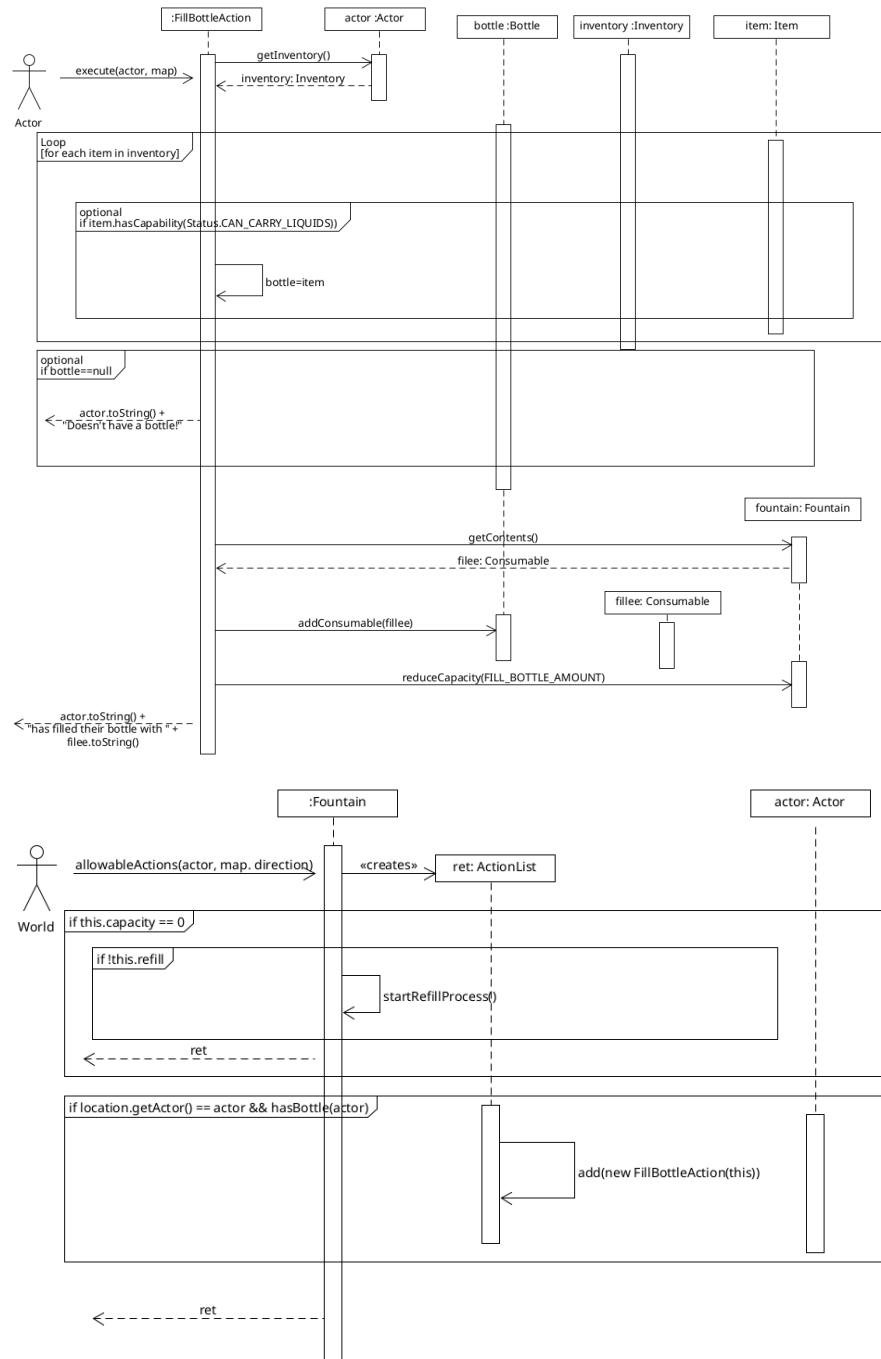 :FillBottleAction
actor :Actor
bottle :Bottle
inventory :Inventory
item: Item
getInventory()
execute(actor, map)
inventory: Inventory
Actor
Loop
[for each item in inventory]
optional
if item.hasCapability(Status.CAN_CARRY_LIQUIDS))
bottle=item
optional
if bottle==null
actor.toString() +
"Doesn't have a bottle!"
fountain: Fountain
getContents()
filee: Consumable
fillee: Consumable
addConsumable(fillee)
reduceCapacity(FILL_BOTTLE_AMOUNT)
actor.toString() +
"has filled their bottle with " +
filee.toString()
:Fountain
actor: Actor
allowableActions(actor, map. direction)
«creates»
ret: ActionList
World
if this.capacity == 0
if !this.refill
startRefillProcess()
ret
if location.getActor() == actor && hasBottle(actor)
add(new FillBottleAction(this))
ret